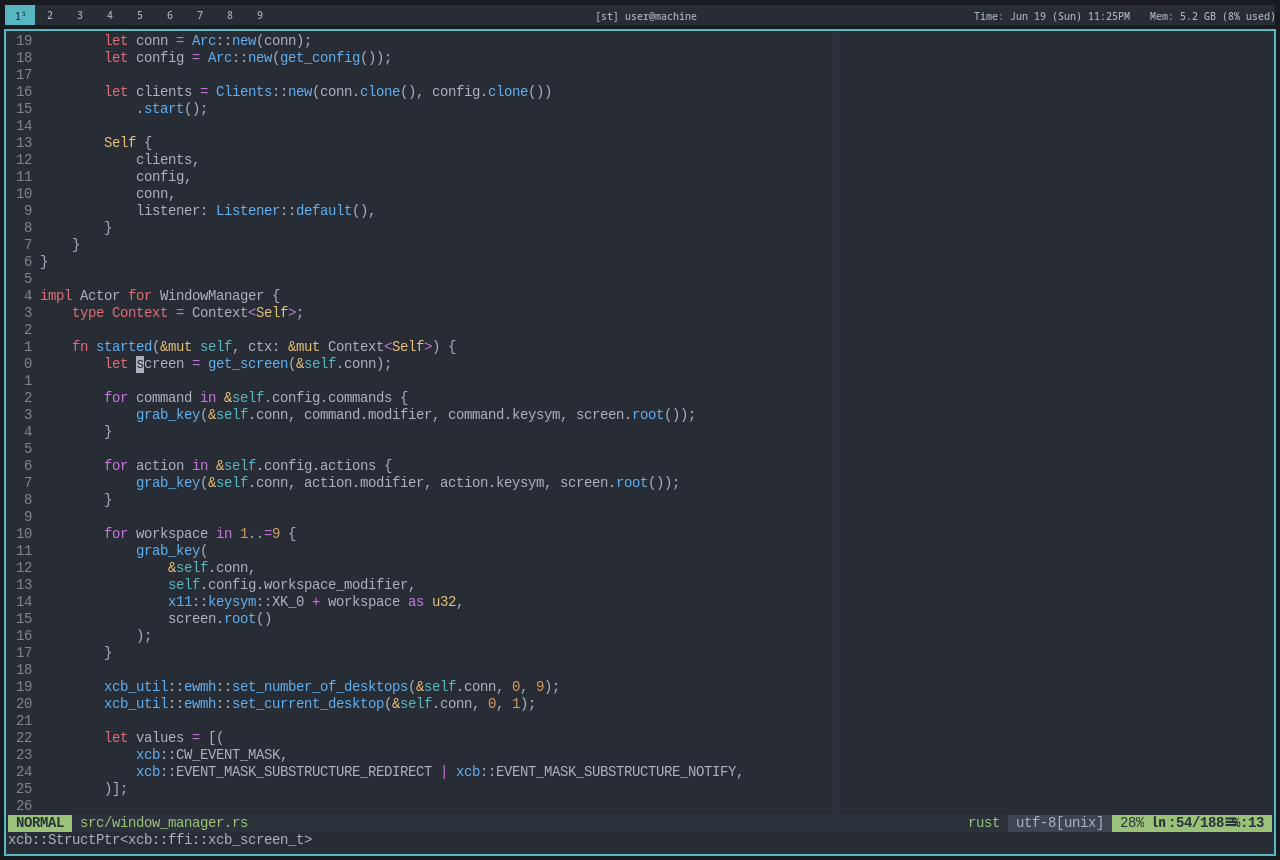 1¹ 2 3 4 5 6 7 8 9 [st] user@machine Time: Jun 19 (Sun) 11:25PM Mem: 5.2 GB (8% used)
19         let conn = Arc::new(conn);
18         let config = Arc::new(get_config());
17
16         let clients = Clients::new(conn.clone(), config.clone())
15             .start();
14
13         Self {
12             clients,
11             config,
10             conn,
9             listener: Listener::default(),
8         }
7     }
6 }
5
4 impl Actor for WindowManager {
3     type Context = Context<Self>;
2
1     fn started(&mut self, ctx: &mut Context<Self>) {
0         let screen = get_screen(&self.conn);
1
2         for command in &self.config.commands {
3             grab_key(&self.conn, command.modifier, command.keysym, screen.root());
4         }
5
6         for action in &self.config.actions {
7             grab_key(&self.conn, action.modifier, action.keysym, screen.root());
8         }
9
10         for workspace in 1..=9 {
11             grab_key(
12                 &self.conn,
13                 self.config.workspace_modifier,
14                 x11::keysym::XK_0 + workspace as u32,
15                 screen.root()
16             );
17         }
18
19         xcb_util::ewmh::set_number_of_desktops(&self.conn, 0, 9);
20         xcb_util::ewmh::set_current_desktop(&self.conn, 0, 1);
21
22         let values = [(
23             xcb::CW_EVENT_MASK,
24             xcb::EVENT_MASK_SUBSTRUCTURE_REDIRECT | xcb::EVENT_MASK_SUBSTRUCTURE_NOTIFY,
25         )];
26
NORMAL src/window_manager.rs rust utf-8[unix] 28% ln:54/188☰%:13
xcb::StructPtr<xcb::ffi::xcb_screen_t>